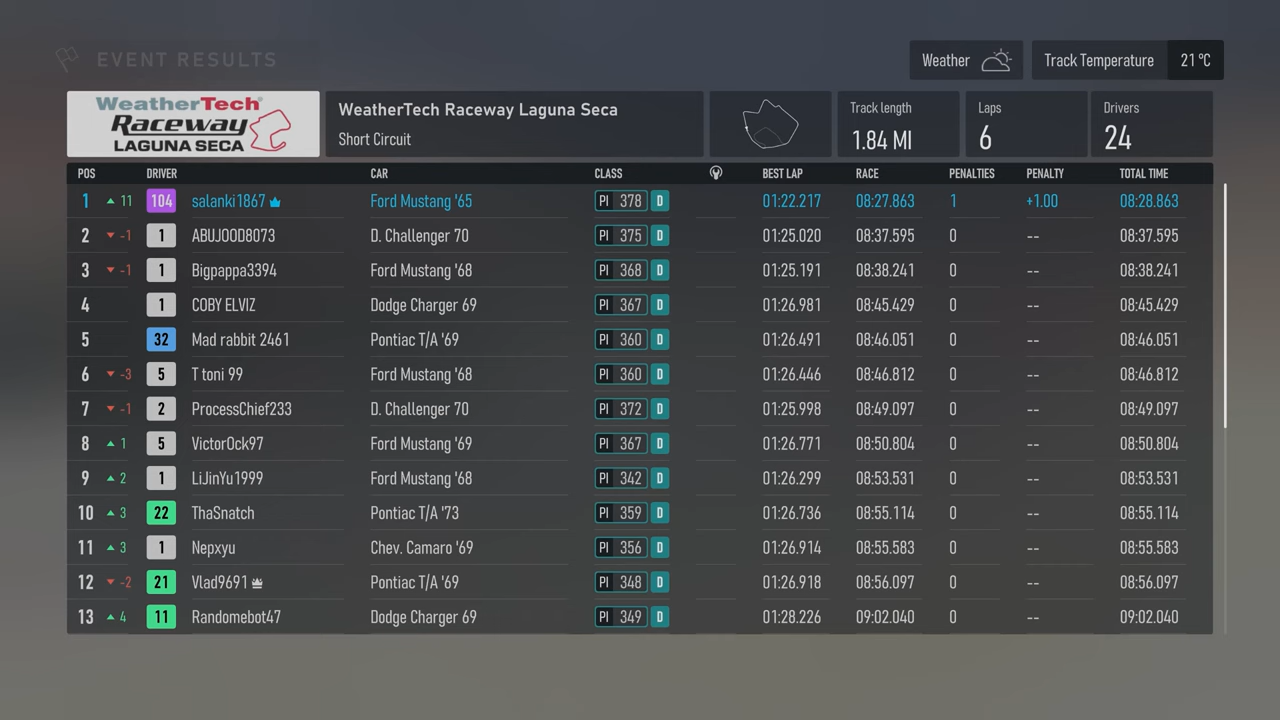 EVENT RESULTS
Weather
Track Temperature 21 °C
WeatherTech®
Raceway
LAGUNA SECA
WeatherTech Raceway Laguna Seca
Short Circuit
Track length
1.84 MI
Laps
6
Drivers
24
POS DRIVER CAR CLASS BEST LAP RACE PENALTIES PENALTY TOTAL TIME
1 11 104 salanki1867 Ford Mustang '65 PI 378 D 01:22.217 08:27.863 1 +1.00 08:28.863
2 -1 1 ABUJOOD8073 D. Challenger 70 PI 375 D 01:25.020 08:37.595 0 -- 08:37.595
3 -1 1 Bigpappa3394 Ford Mustang '68 PI 368 D 01:25.191 08:38.241 0 -- 08:38.241
4 1 COBY ELVIZ Dodge Charger 69 PI 367 D 01:26.981 08:45.429 0 -- 08:45.429
5 32 Mad rabbit 2461 Pontiac T/A '69 PI 360 D 01:26.491 08:46.051 0 -- 08:46.051
6 -3 5 T toni 99 Ford Mustang '68 PI 360 D 01:26.446 08:46.812 0 -- 08:46.812
7 -1 2 ProcessChief233 D. Challenger 70 PI 372 D 01:25.998 08:49.097 0 -- 08:49.097
8 1 5 VictorOck97 Ford Mustang '69 PI 367 D 01:26.771 08:50.804 0 -- 08:50.804
9 2 1 LiJinYu1999 Ford Mustang '68 PI 342 D 01:26.299 08:53.531 0 -- 08:53.531
10 3 22 ThaSnatch Pontiac T/A '73 PI 359 D 01:26.736 08:55.114 0 -- 08:55.114
11 3 1 Nepxyu Chev. Camaro '69 PI 356 D 01:26.914 08:55.583 0 -- 08:55.583
12 -2 21 Vlad9691 Pontiac T/A '69 PI 348 D 01:26.918 08:56.097 0 -- 08:56.097
13 4 11 Randomebot47 Dodge Charger 69 PI 349 D 01:28.226 09:02.040 0 -- 09:02.040